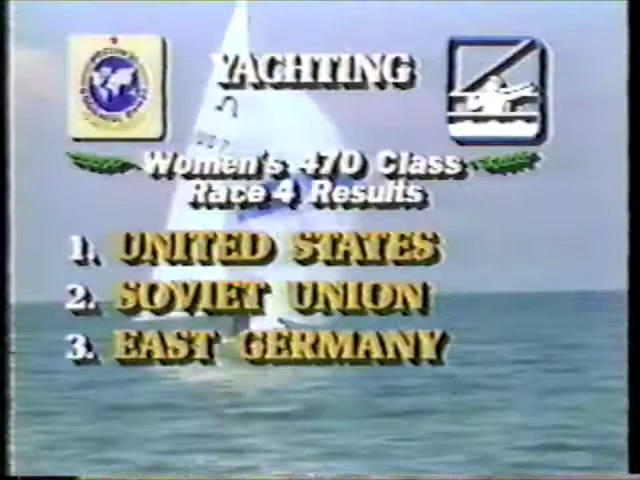 YACHTING
Women's 470 Class
Race 4 Results
1. UNITED STATES
2. SOVIET UNION
3. EAST GERMANY